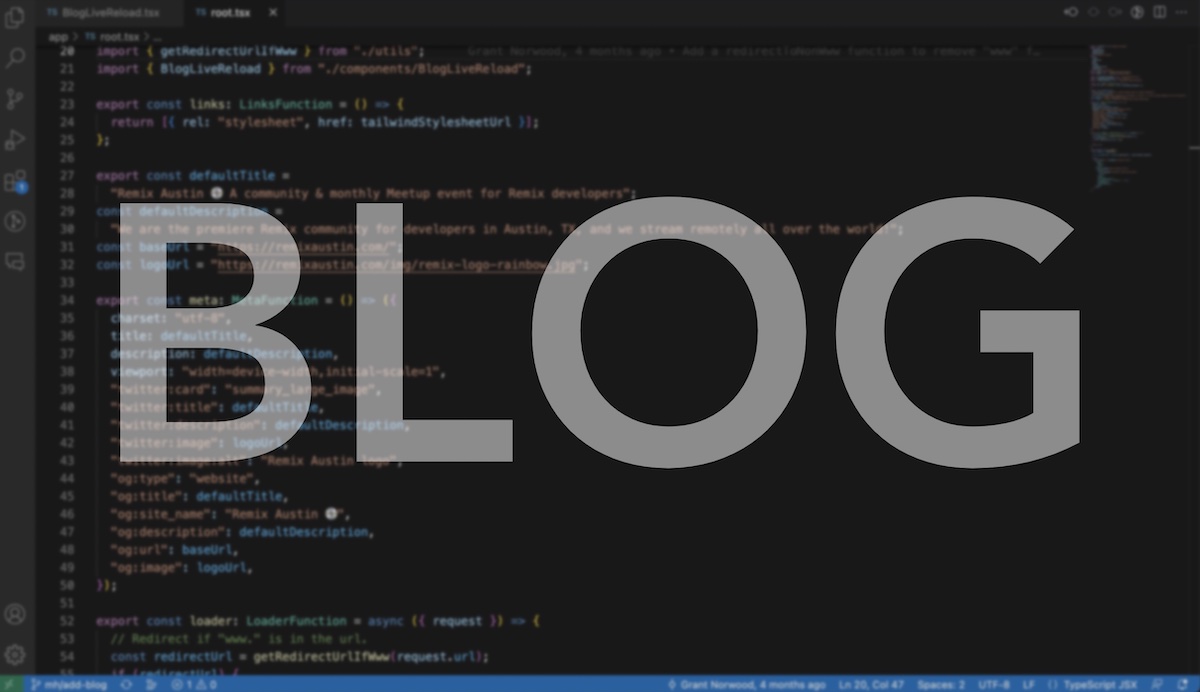 BlogLiveReload.tsx
TS root.tsx
app > TS root.tsx > ...
20 import { getRedirectUrlIfWww } from "./utils"; Grant Norwood, 4 months ago • Add a redirectToNonWww function to remove "www" f…
21 import { BlogLiveReload } from "./components/BlogLiveReload";
22
23 export const links: LinksFunction = () => {
24 return [{ rel: "stylesheet", href: tailwindStylesheetUrl }];
25 };
26
27 export const defaultTitle =
28 "Remix Austin 💿 A community & monthly Meetup event for Remix developers";
29 const defaultDescription =
30 "We are the premiere Remix community for developers in Austin, TX, and we stream remotely all over the world!";
31 const baseUrl = "https://remixaustin.com/";
32 const logoUrl = "https://remixaustin.com/img/remix-logo-rainbow.jpg";
33
34 export const meta: MetaFunction = () => ({
35 charset: "utf-8",
36 title: defaultTitle,
37 description: defaultDescription,
38 viewport: "width=device-width,initial-scale=1",
39 "twitter:card": "summary_large_image",
40 "twitter:title": defaultTitle,
41 "twitter:description": defaultDescription,
42 "twitter:image": logoUrl,
43 "twitter:image:alt": "Remix Austin logo",
44 "og:type": "website",
45 "og:title": defaultTitle,
46 "og:site_name": "Remix Austin 💿",
47 "og:description": defaultDescription,
48 "og:url": baseUrl,
49 "og:image": logoUrl,
50 });
51
52 export const loader: LoaderFunction = async ({ request }) => {
53 // Redirect if "www." is in the url.
54 const redirectUrl = getRedirectUrlIfWww(request.url);
55 if (redirectUrl) {
BLOG
mh/add-blog 1 0 Grant Norwood, 4 months ago Ln 20, Col 47 Spaces: 2 UTF-8 LF {} TypeScript JSX